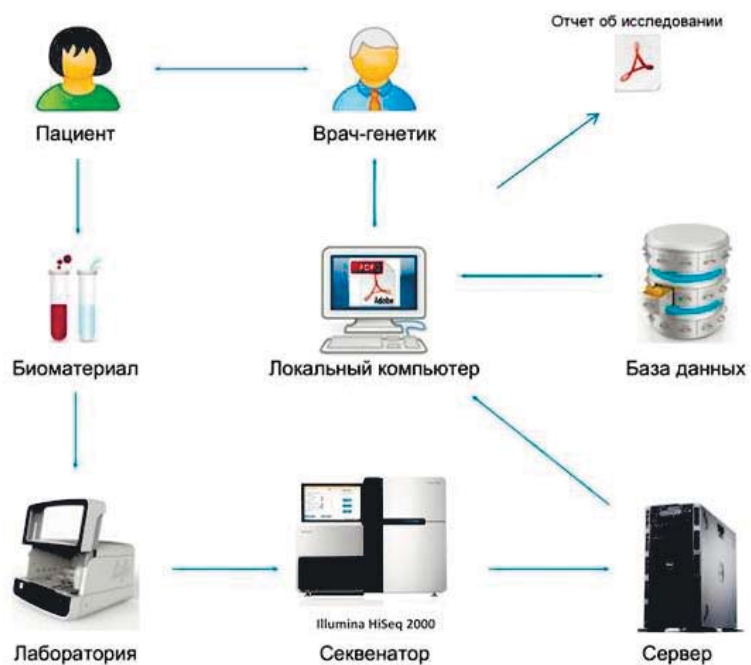 Отчет об исследовании
Пациент
Врач-генетик
PDF
Adobe
Биоматериал
Локальный компьютер
База данных
Illumina HiSeq 2000
Лаборатория
Секвенатор
Сервер